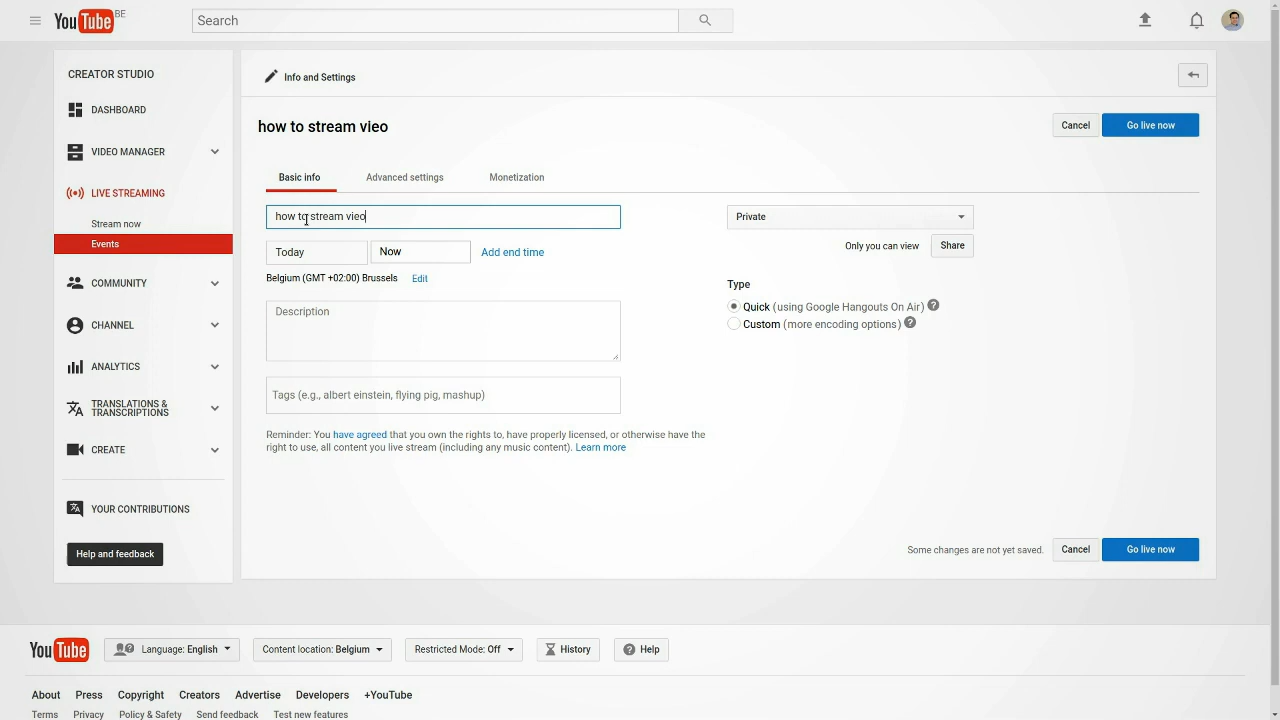 YouTube BE
Search
CREATOR STUDIO
DASHBOARD
VIDEO MANAGER
LIVE STREAMING
Stream now
Events
COMMUNITY
CHANNEL
ANALYTICS
TRANSLATIONS &
TRANSCRIPTIONS
CREATE
YOUR CONTRIBUTIONS
Help and feedback
Info and Settings
how to stream vieo
Cancel
Go live now
Basic info
Advanced settings
Monetization
how to stream vieo
Private
Today
Now
Add end time
Only you can view
Share
Belgium (GMT +02:00) Brussels
Edit
Type
Quick (using Google Hangouts On Air) ?
Custom (more encoding options) ?
Description
Tags (e.g., albert einstein, flying pig, mashup)
Reminder: You have agreed that you own the rights to, have properly licensed, or otherwise have the
right to use, all content you live stream (including any music content). Learn more
Some changes are not yet saved.
Cancel
Go live now
YouTube
Language: English
Content location: Belgium
Restricted Mode: Off
History
Help
About Press Copyright Creators Advertise Developers +YouTube
Terms Privacy Policy & Safety Send feedback Test new features